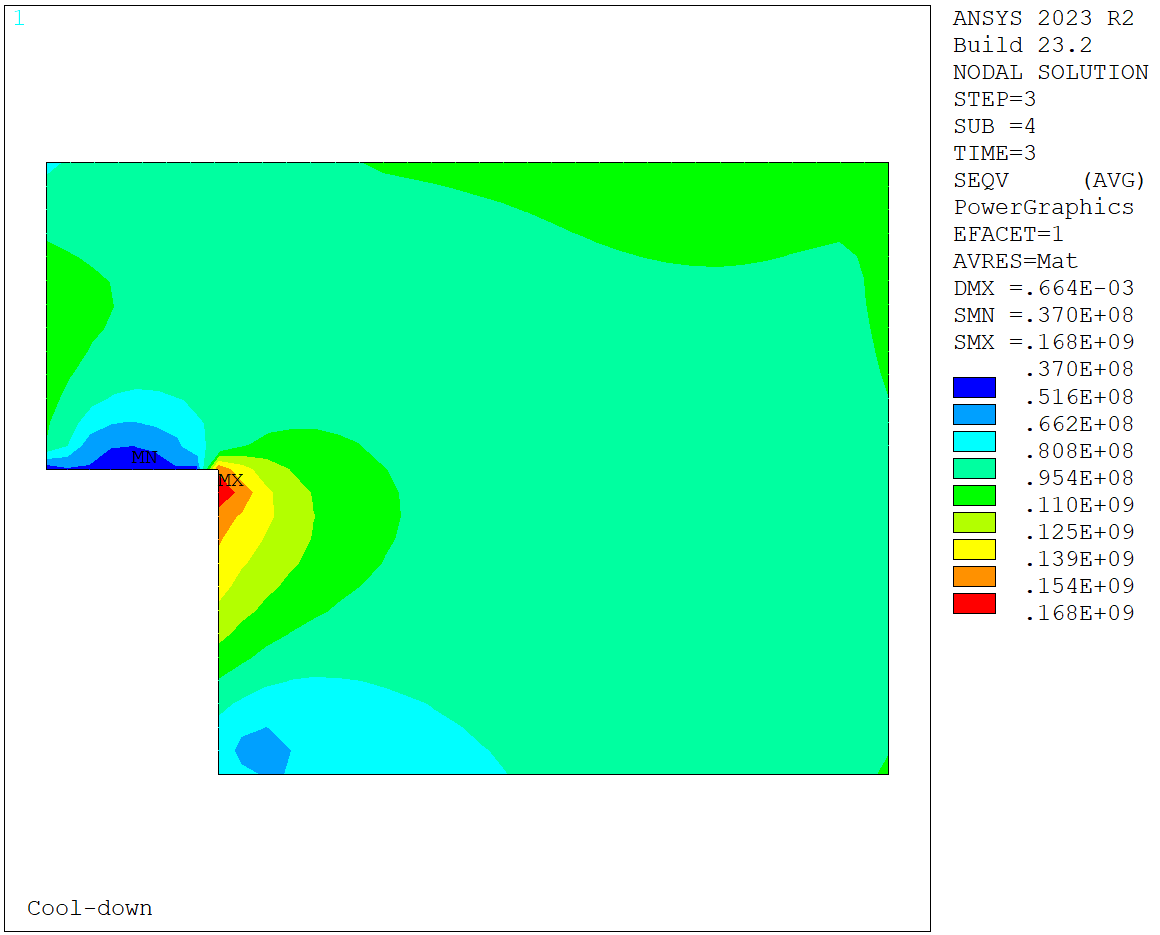 1
ANSYS 2023 R2
Build 23.2
NODAL SOLUTION
STEP=3
SUB =4
TIME=3
SEQV (AVG)
PowerGraphics
EFACET=1
AVRES=Mat
DMX =.664E-03
SMN =.370E+08
SMX =.168E+09
.370E+08
.516E+08
.662E+08
.808E+08
.954E+08
.110E+09
.125E+09
.139E+09
.154E+09
.168E+09
MN
MX
Cool-down